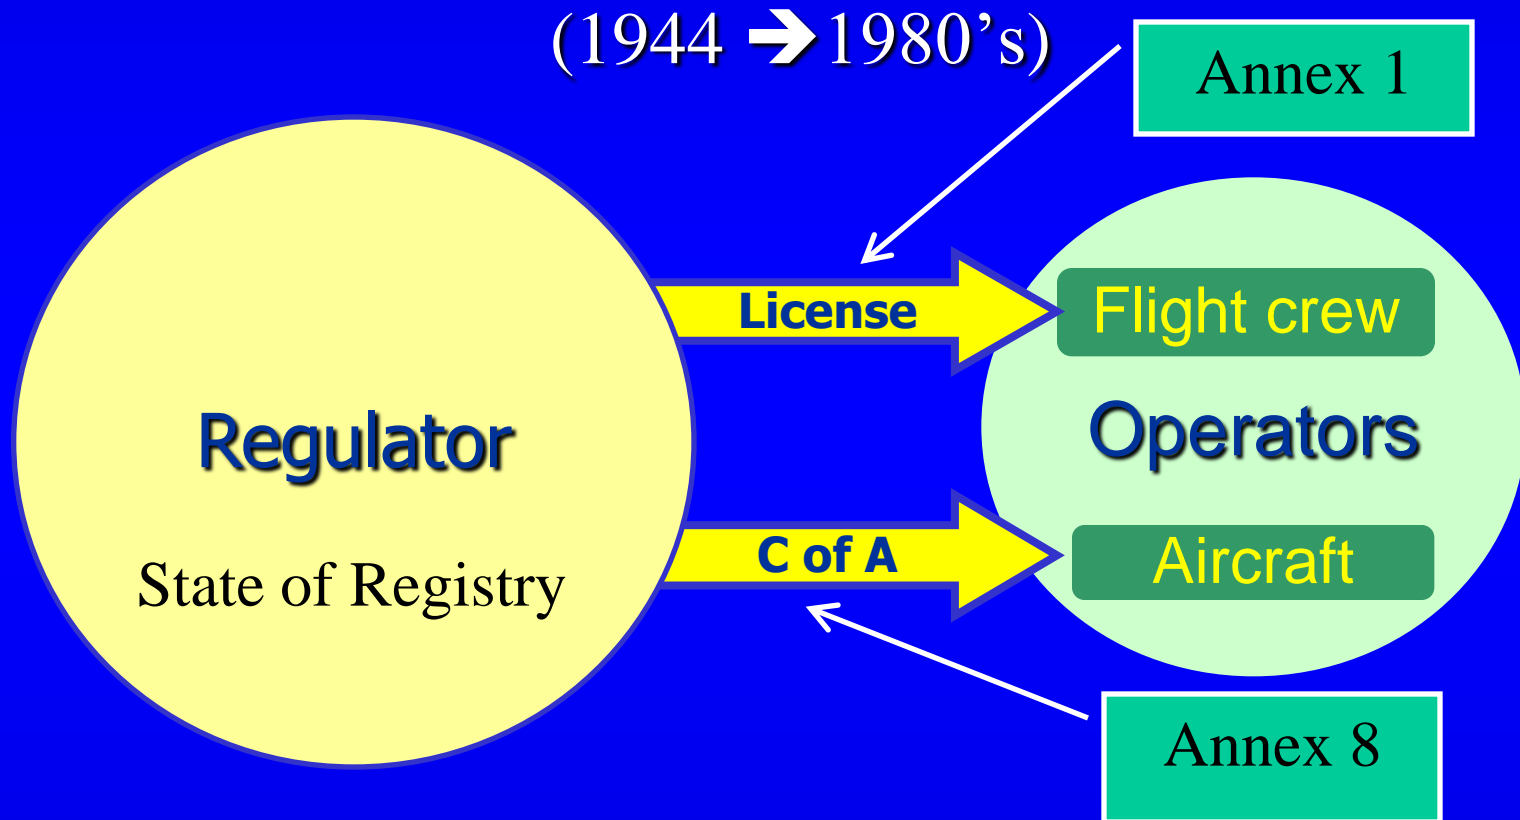 (1944 ➔1980’s)
Annex 1
License
Flight crew
Regulator
Operators
State of Registry
C of A
Aircraft
Annex 8